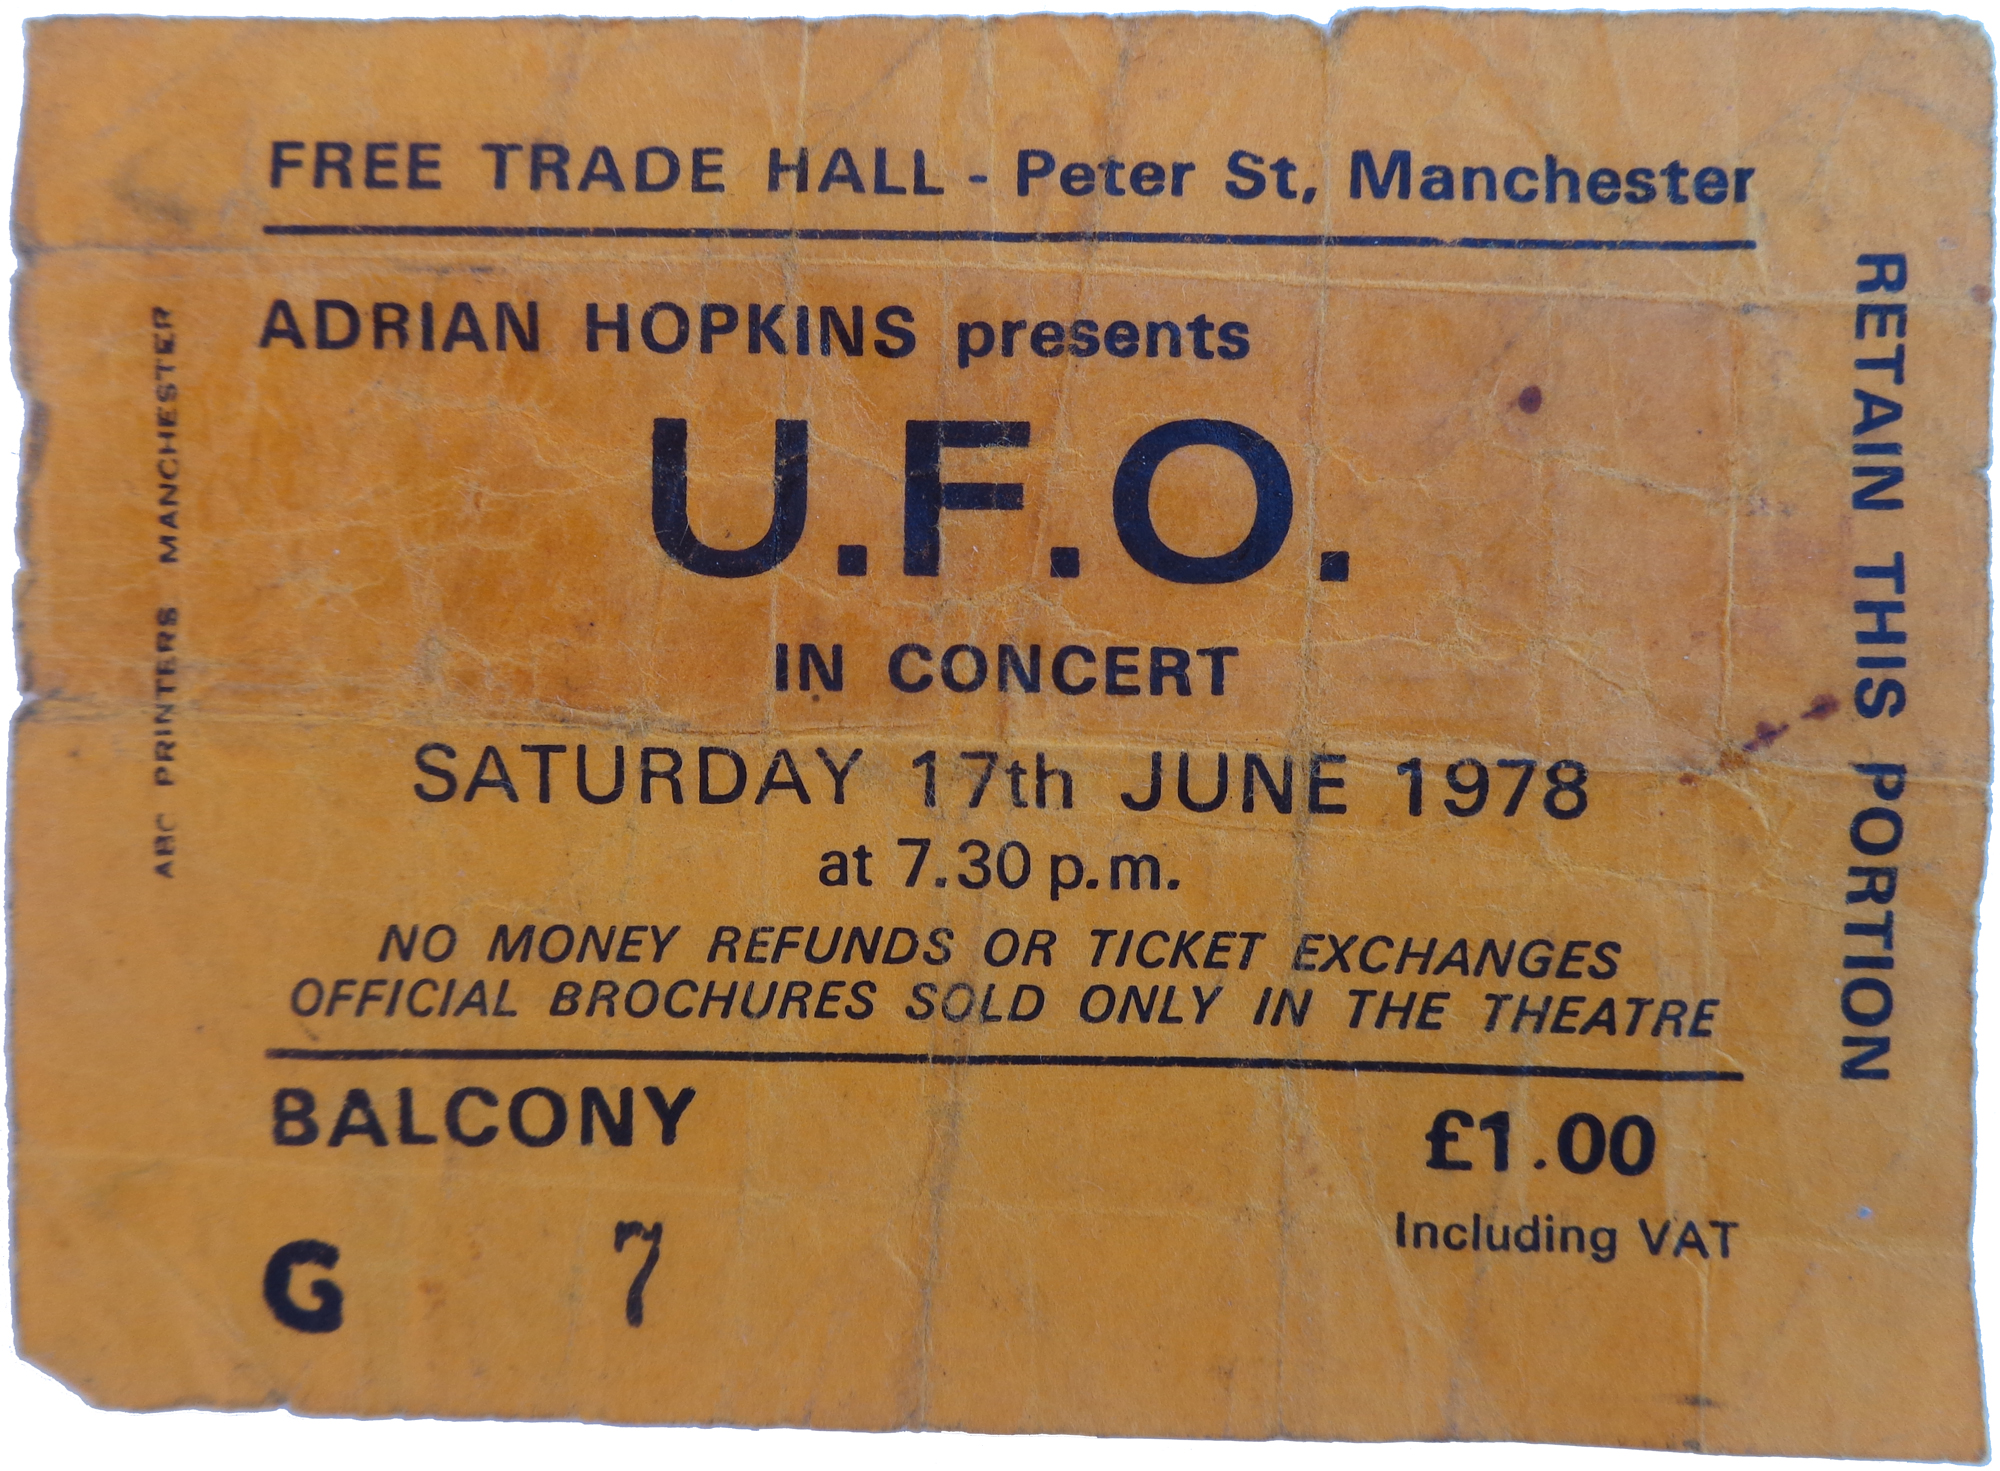 FREE TRADE HALL - Peter St, Manchester
ADRIAN HOPKINS presents
U.F.O.
IN CONCERT
SATURDAY 17th JUNE 1978
at 7.30 p.m.
NO MONEY REFUNDS OR TICKET EXCHANGES
OFFICIAL BROCHURES SOLD ONLY IN THE THEATRE
BALCONY £1.00
Including VAT
G 7
RETAIN THIS PORTION
ABC PRINTERS MANCHESTER